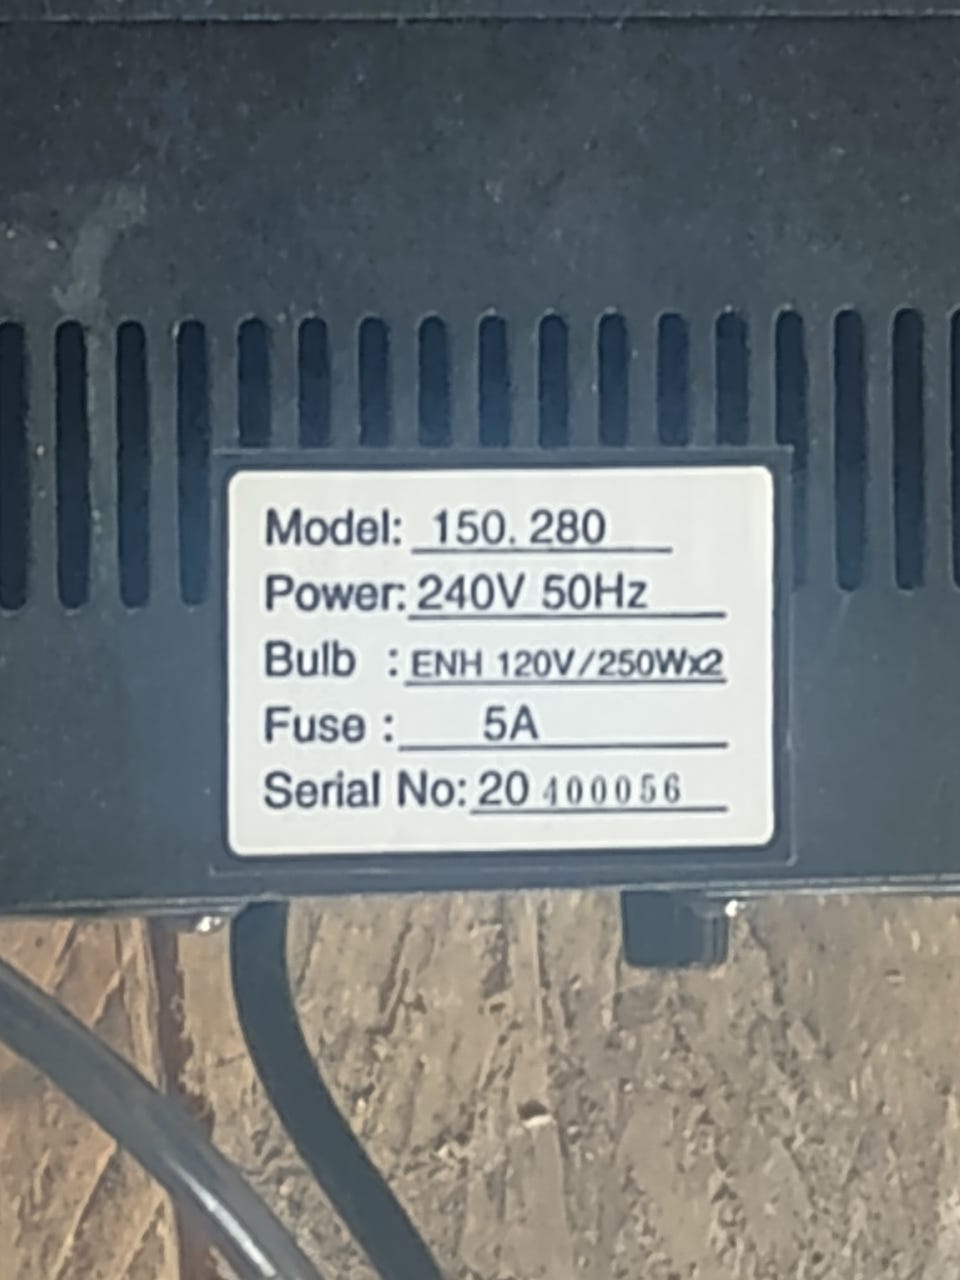 Model: 150. 280
Power: 240V 50Hz
Bulb : ENH 120V/250Wx2
Fuse : 5A
Serial No: 20 400056